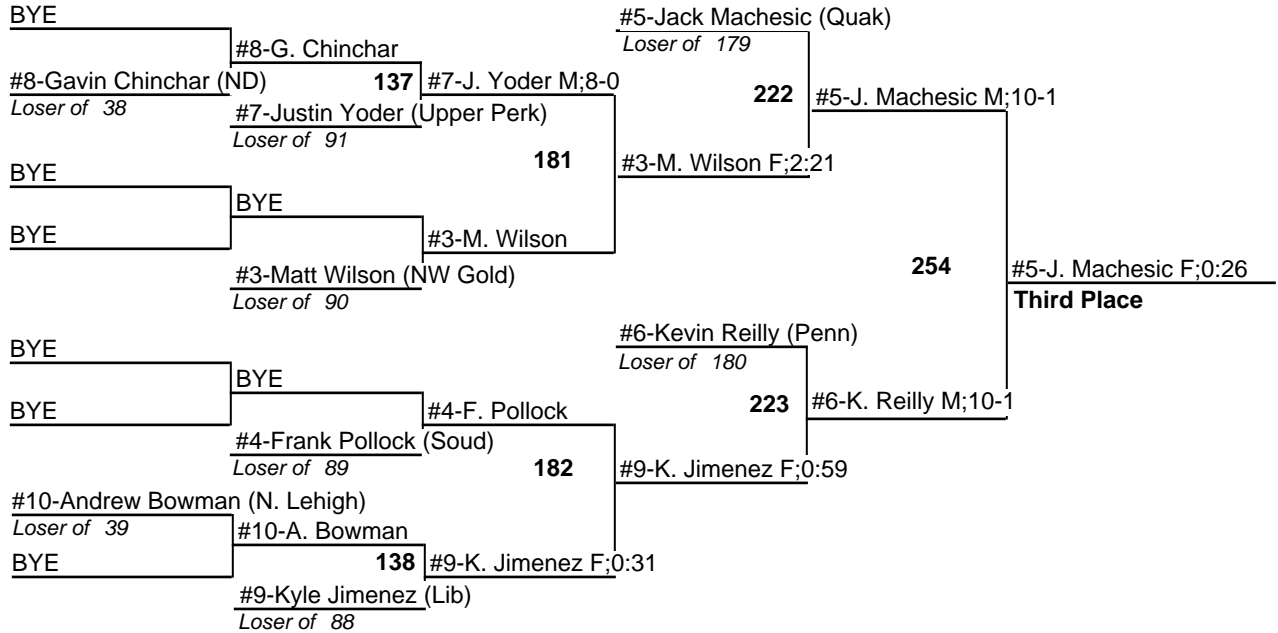 BYE
#5-Jack Machesic (Quak)
Loser of 179
#8-G. Chinchar
#8-Gavin Chinchar (ND)
137
#7-J. Yoder M;8-0
Loser of 38
#7-Justin Yoder (Upper Perk)
Loser of 91
222
#5-J. Machesic M;10-1
181
#3-M. Wilson F;2:21
BYE
BYE
BYE
#3-M. Wilson
#3-Matt Wilson (NW Gold)
Loser of 90
254
#5-J. Machesic F;0:26
Third Place
BYE
#6-Kevin Reilly (Penn)
Loser of 180
BYE
BYE
#4-F. Pollock
223
#6-K. Reilly M;10-1
#4-Frank Pollock (Soud)
Loser of 89
182
#9-K. Jimenez F;0:59
#10-Andrew Bowman (N. Lehigh)
Loser of 39
#10-A. Bowman
BYE
138
#9-K. Jimenez F;0:31
#9-Kyle Jimenez (Lib)
Loser of 88